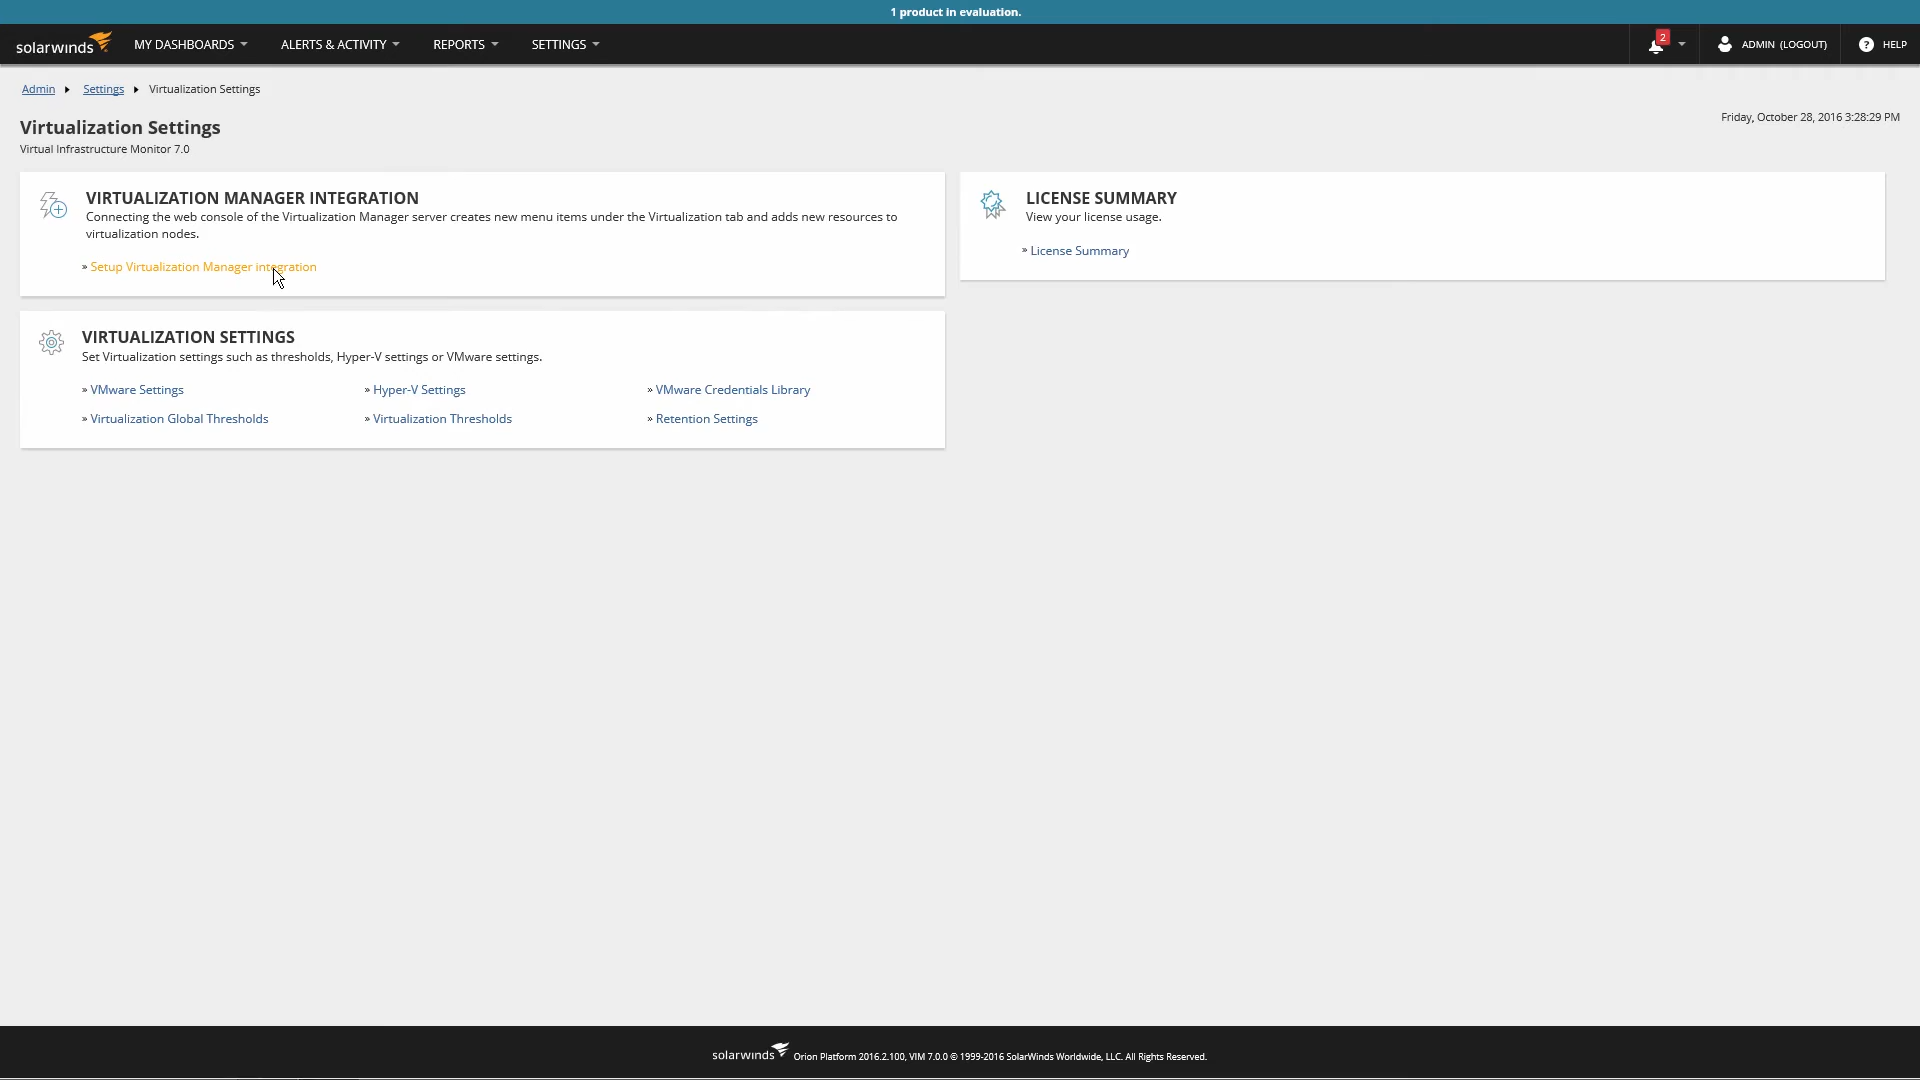 1 product in evaluation.
solarwinds MY DASHBOARDS ALERTS & ACTIVITY REPORTS SETTINGS 2 ADMIN (LOGOUT) ? HELP
Admin Settings Virtualization Settings
Friday, October 28, 2016 3:28:29 PM
Virtualization Settings
Virtual Infrastructure Monitor 7.0
VIRTUALIZATION MANAGER INTEGRATION
Connecting the web console of the Virtualization Manager server creates new menu items under the Virtualization tab and adds new resources to
virtualization nodes.
» Setup Virtualization Manager integration
LICENSE SUMMARY
View your license usage.
» License Summary
VIRTUALIZATION SETTINGS
Set Virtualization settings such as thresholds, Hyper-V settings or VMware settings.
» VMware Settings » Hyper-V Settings » VMware Credentials Library
» Virtualization Global Thresholds » Virtualization Thresholds » Retention Settings
solarwinds Orion Platform 2016.2.100, VIM 7.0.0 © 1999-2016 SolarWinds Worldwide, LLC. All Rights Reserved.